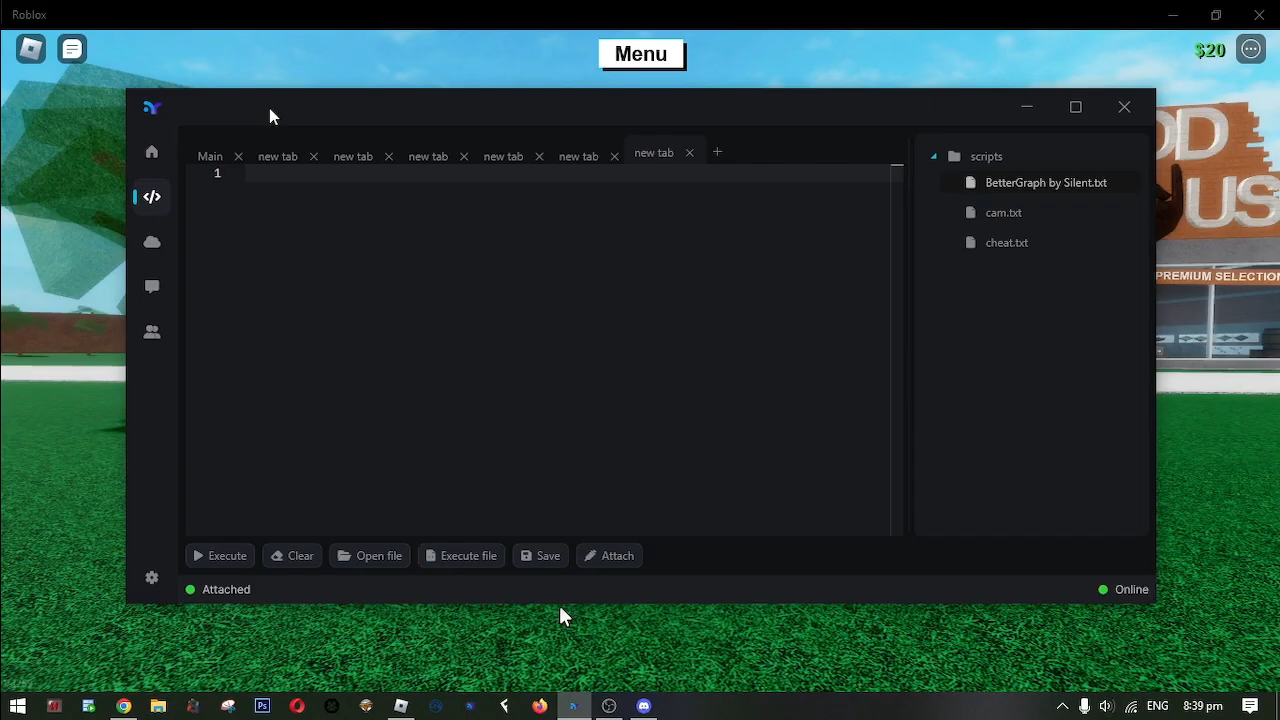 Roblox
Menu
$20
Main
new tab
new tab
new tab
new tab
new tab
new tab
1
scripts
BetterGraph by Silent.txt
cam.txt
cheat.txt
OD
US
PREMIUM SELECTION
Execute
Clear
Open file
Execute file
Save
Attach
Attached
Online
Ps
ENG
8:39 pm